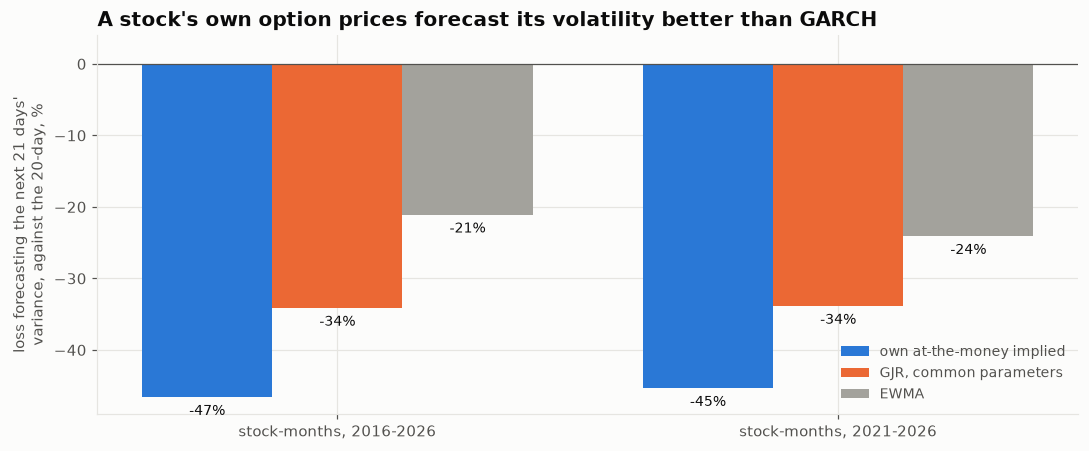 A stock's own option prices forecast its volatility better than GARCH
loss forecasting the next 21 days'
variance, against the 20-day, %
0
−10
−20
−30
−40
-47%
-34%
-21%
-45%
-34%
-24%
own at-the-money implied
GJR, common parameters
EWMA
stock-months, 2016-2026
stock-months, 2021-2026